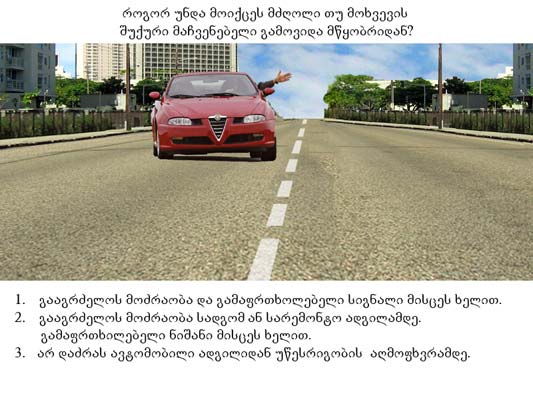 როგორ უნდა მოიქცეს მძღოლი თუ მოხვევის
შუქური მაჩვენებელი გამოვიდა მწყობრიდან?
1. გააგრძელოს მოძრაობა და გამაფრთხოლებელი სიგნალი მისცეს ხელით.
2. გააგრძელოს მოძრაობა სადგომ ან სარემონტო ადგილამდე.
გამაფრთხილებელი ნიშანი მისცეს ხელით.
3. არ დაძრას ავტომობილი ადგილიდან უწესრიგობის აღმოფხვრამდე.